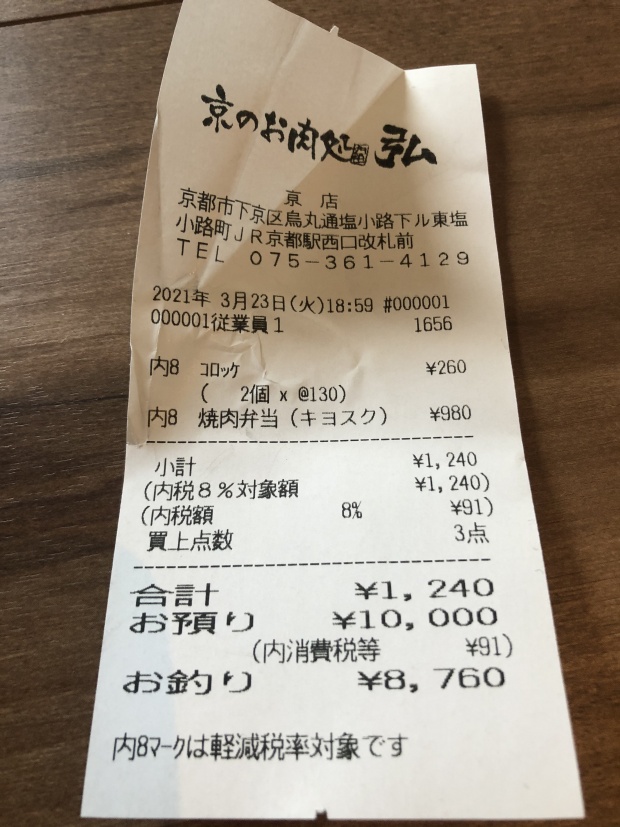 京のお肉処 弘
京店
京都市下京区烏丸通塩小路下ル東塩
小路町JR京都駅西口改札前
TEL 075-361-4129
2021年 3月23日(火)18:59 #000001
000001従業員1 1656
内8 コロッケ ¥260
( 2個 x @130)
内8 焼肉弁当(キヨスク) ¥980
小計 ¥1,240
(内税8%対象額 ¥1,240)
(内税額 8% ¥91)
買上点数 3点
合計 ¥1,240
お預り ¥10,000
(内消費税等 ¥91)
お釣り ¥8,760
内8マークは軽減税率対象です